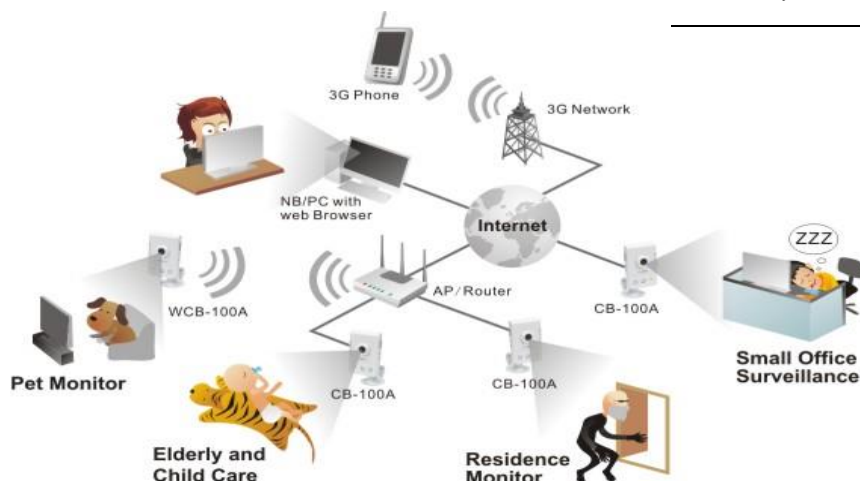 3G Phone
3G Network
NB/PC with
web Browser
Internet
ZZZ
AP/Router
WCB-100A
CB-100A
CB-100A
CB-100A
Pet Monitor
Small Office
Surveillance
Elderly and
Child Care
Residence
Monitor